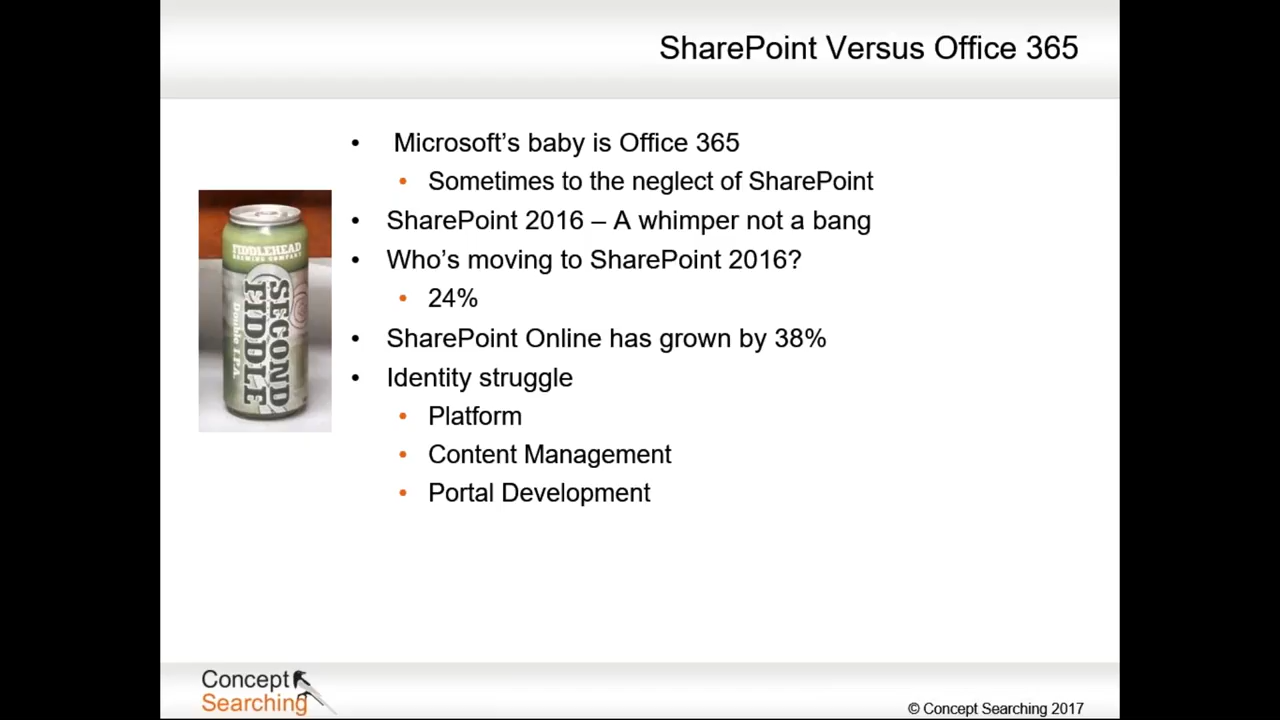 SharePoint Versus Office 365
• Microsoft’s baby is Office 365
• Sometimes to the neglect of SharePoint
• SharePoint 2016 – A whimper not a bang
• Who’s moving to SharePoint 2016?
• 24%
• SharePoint Online has grown by 38%
• Identity struggle
• Platform
• Content Management
• Portal Development
FIDDLEHEAD
BREWING COMPANY
SECOND
FIDDLE
Double I.P.A.
Concept
Searching
© Concept Searching 2017